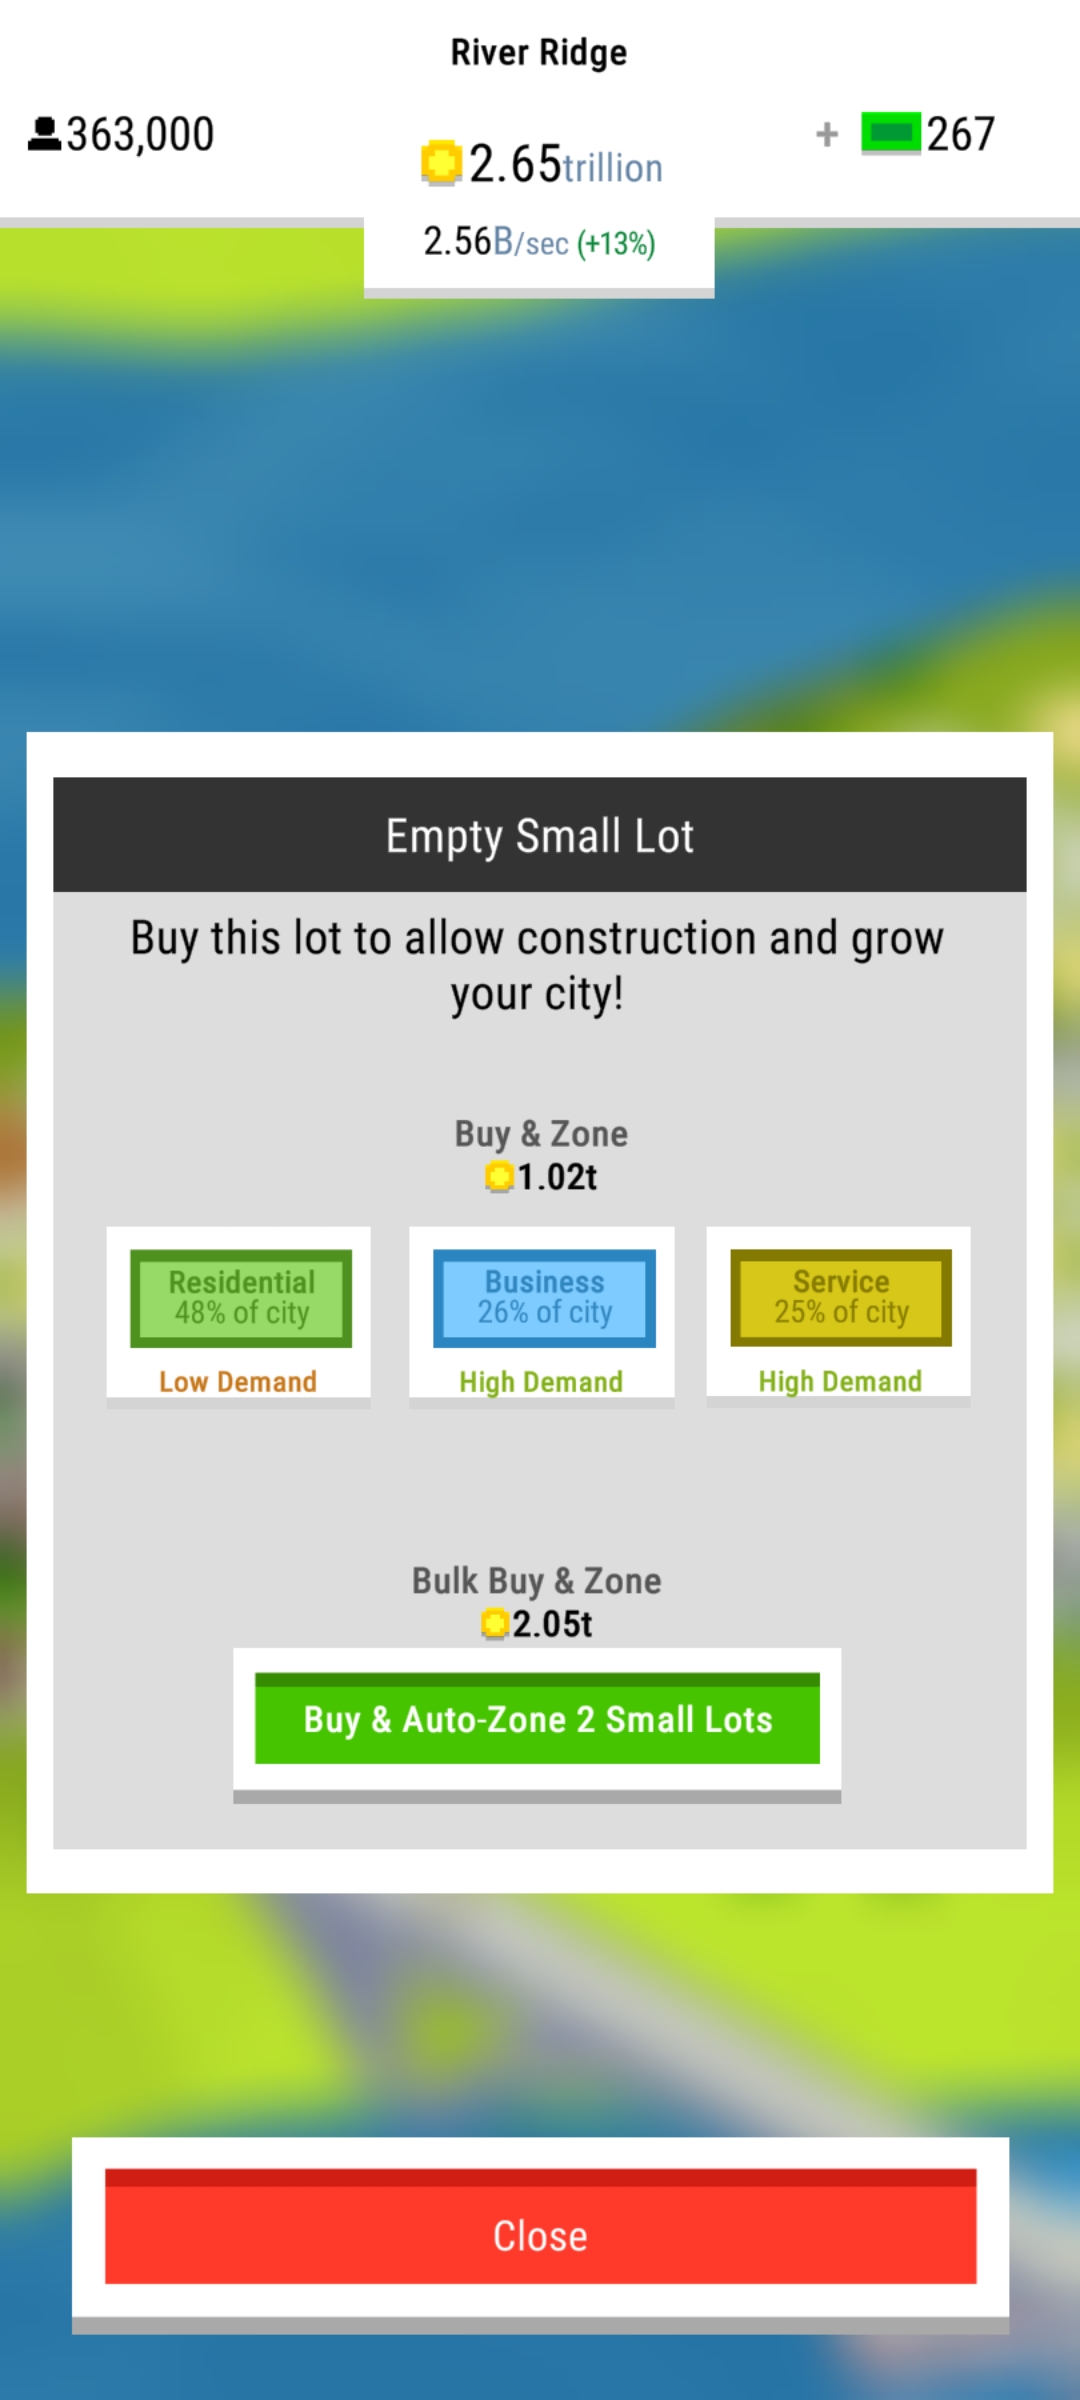 River Ridge
363,000
+ 267
2.65trillion
2.56B/sec (+13%)
Empty Small Lot
Buy this lot to allow construction and grow
your city!
Buy & Zone
1.02t
Residential
48% of city
Low Demand
Business
26% of city
High Demand
Service
25% of city
High Demand
Bulk Buy & Zone
2.05t
Buy & Auto-Zone 2 Small Lots
Close